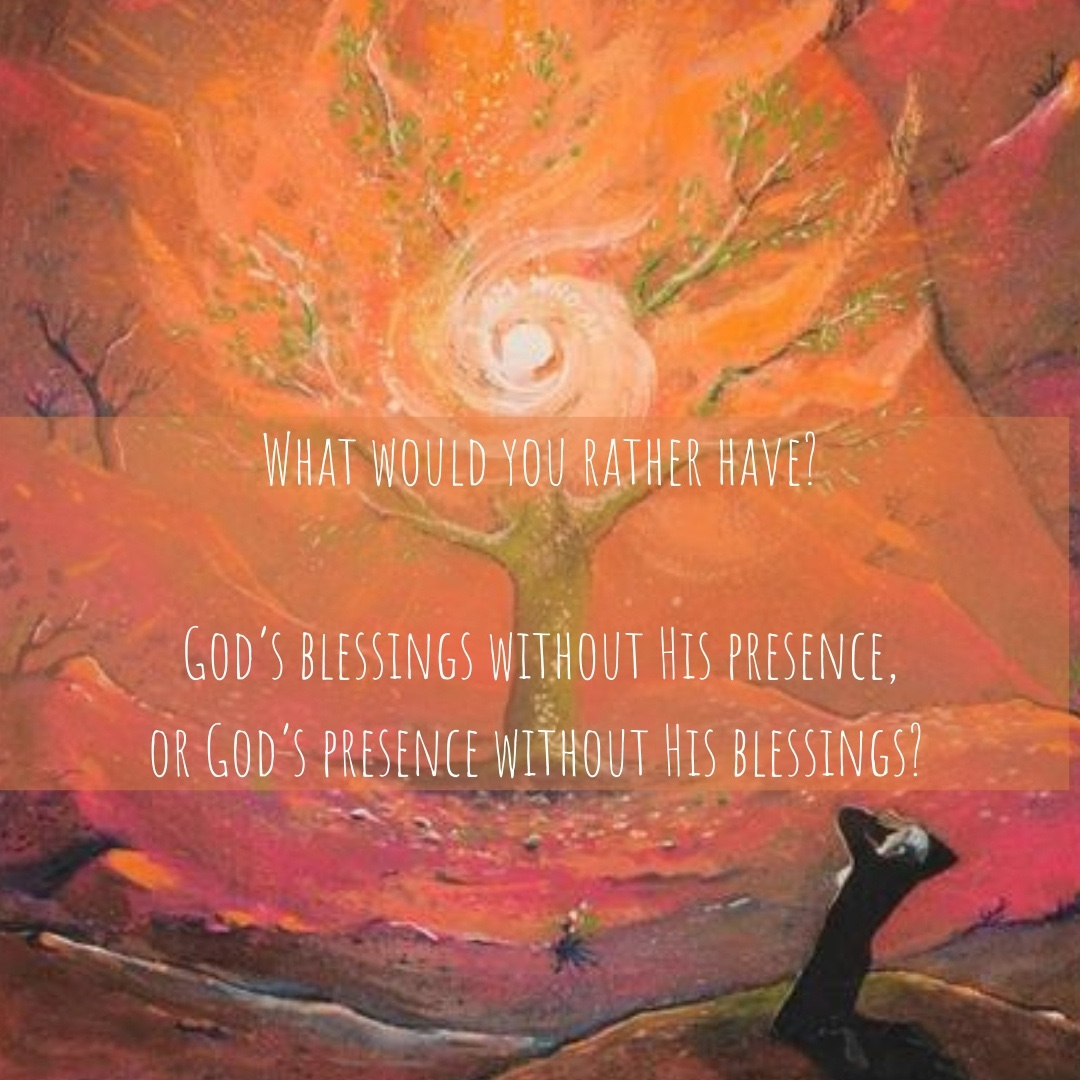 What would you rather have?
God's blessings without His presence,
or God's presence without His blessings?